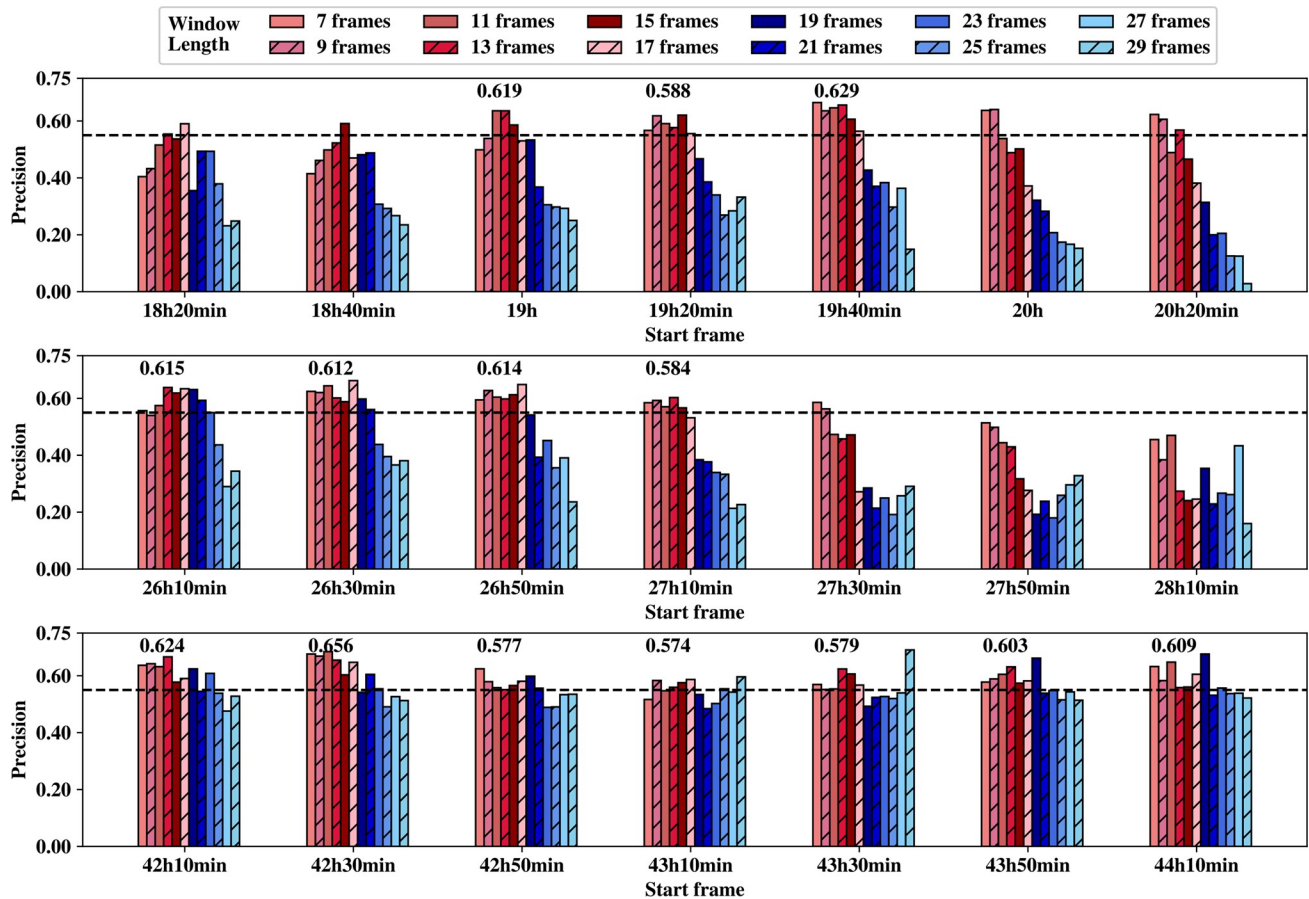 Window Length
7 frames 11 frames 15 frames 19 frames 23 frames 27 frames
9 frames 13 frames 17 frames 21 frames 25 frames 29 frames
0.75
0.619 0.588 0.629
0.60
0.40
0.20
0.00
Precision
18h20min 18h40min 19h 19h20min 19h40min 20h 20h20min
Start frame
0.75
0.615 0.612 0.614 0.584
0.60
0.40
0.20
0.00
Precision
26h10min 26h30min 26h50min 27h10min 27h30min 27h50min 28h10min
Start frame
0.75
0.624 0.656 0.577 0.574 0.579 0.603 0.609
0.60
0.40
0.20
0.00
Precision
42h10min 42h30min 42h50min 43h10min 43h30min 43h50min 44h10min
Start frame